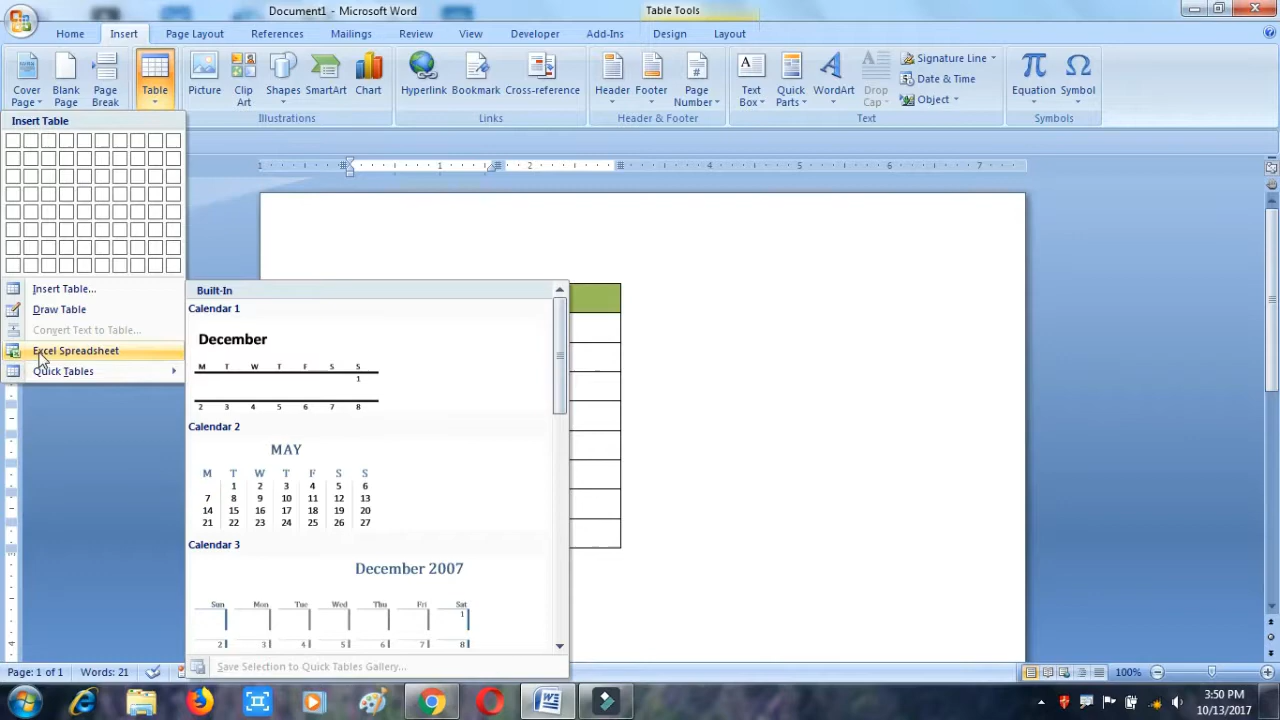 Document1 - Microsoft Word
Table Tools
Home Insert Page Layout References Mailings Review View Developer Add-Ins Design Layout
Cover Page
Blank Page
Page Break
Table
Picture
Clip Art
Shapes
SmartArt
Chart
Hyperlink
Bookmark
Cross-reference
Header
Footer
Page Number
Text Box
Quick Parts
WordArt
Drop Cap
Signature Line
Date & Time
Object
Equation
Symbol
Illustrations
Links
Header & Footer
Text
Symbols
Insert Table
1 1 2 4 5 6 7
Insert Table...
Draw Table
Convert Text to Table...
Excel Spreadsheet
Quick Tables
Built-In
Calendar 1
December
M T W T F S S
1
2 3 4 5 6 7 8
Calendar 2
MAY
M T W T F S S
1 2 3 4 5 6
7 8 9 10 11 12 13
14 15 16 17 18 19 20
21 22 23 24 25 26 27
Calendar 3
December 2007
Sun Mon Tue Wed Thu Fri Sat
1
2 3 4 5 6 7 8
Save Selection to Quick Tables Gallery...
Page: 1 of 1 Words: 21
100%
3:50 PM
10/13/2017